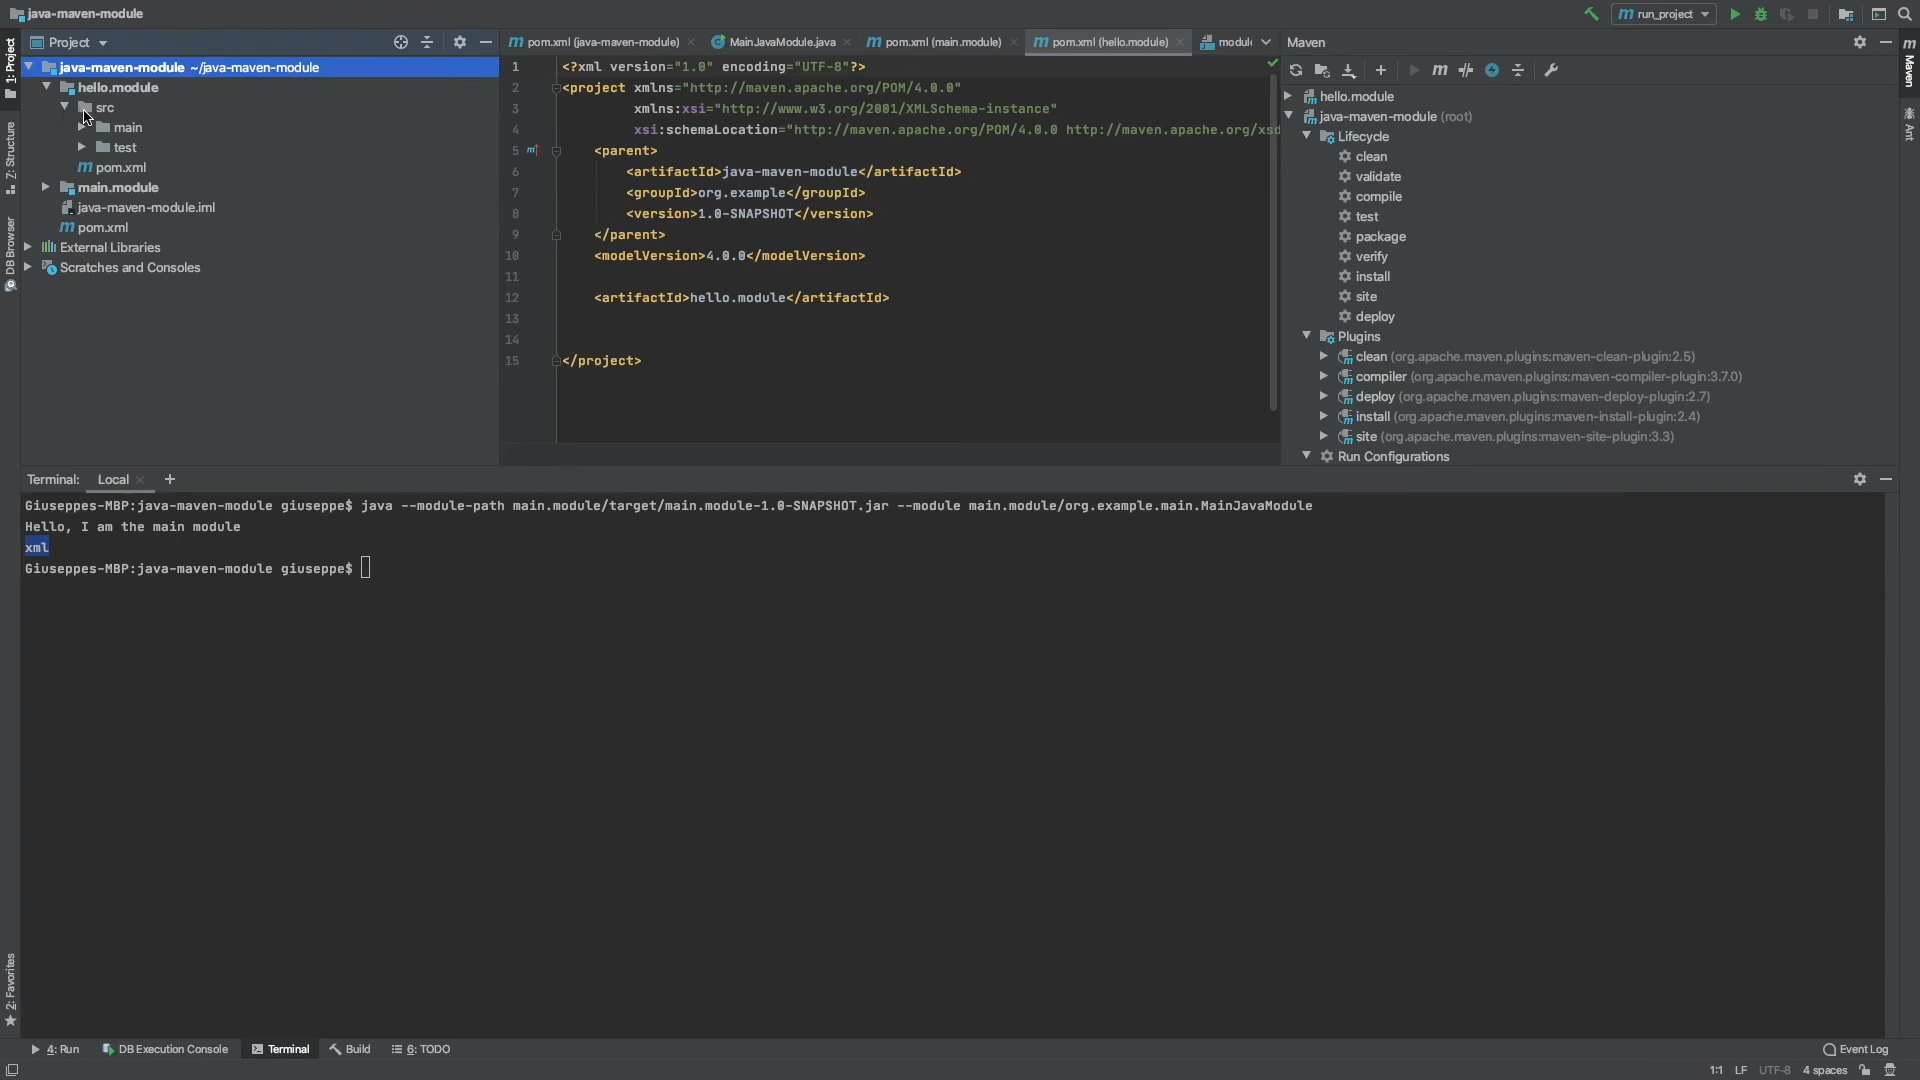 java-maven-module
run_project
1: Project
Z: Structure
DB Browser
2: Favorites
Project
java-maven-module ~/java-maven-module
hello.module
src
main
test
pom.xml
main.module
java-maven-module.iml
pom.xml
External Libraries
Scratches and Consoles
pom.xml (java-maven-module)
MainJavaModule.java
pom.xml (main.module)
pom.xml (hello.module)
module
1 <?xml version="1.0" encoding="UTF-8"?>
2 <project xmlns="http://maven.apache.org/POM/4.0.0"
3 xmlns:xsi="http://www.w3.org/2001/XMLSchema-instance"
4 xsi:schemaLocation="http://maven.apache.org/POM/4.0.0 http://maven.apache.org/xsd
5 <parent>
6 <artifactId>java-maven-module</artifactId>
7 <groupId>org.example</groupId>
8 <version>1.0-SNAPSHOT</version>
9 </parent>
10 <modelVersion>4.0.0</modelVersion>
11
12 <artifactId>hello.module</artifactId>
13
14
15 </project>
Maven
hello.module
java-maven-module (root)
Lifecycle
clean
validate
compile
test
package
verify
install
site
deploy
Plugins
clean (org.apache.maven.plugins:maven-clean-plugin:2.5)
compiler (org.apache.maven.plugins:maven-compiler-plugin:3.7.0)
deploy (org.apache.maven.plugins:maven-deploy-plugin:2.7)
install (org.apache.maven.plugins:maven-install-plugin:2.4)
site (org.apache.maven.plugins:maven-site-plugin:3.3)
Run Configurations
Maven
Ant
Terminal: Local
Giuseppes-MBP:java-maven-module giuseppe$ java --module-path main.module/target/main.module-1.0-SNAPSHOT.jar --module main.module/org.example.main.MainJavaModule
Hello, I am the main module
xml
Giuseppes-MBP:java-maven-module giuseppe$
4: Run
DB Execution Console
Terminal
Build
6: TODO
Event Log
1:1 LF UTF-8 4 spaces